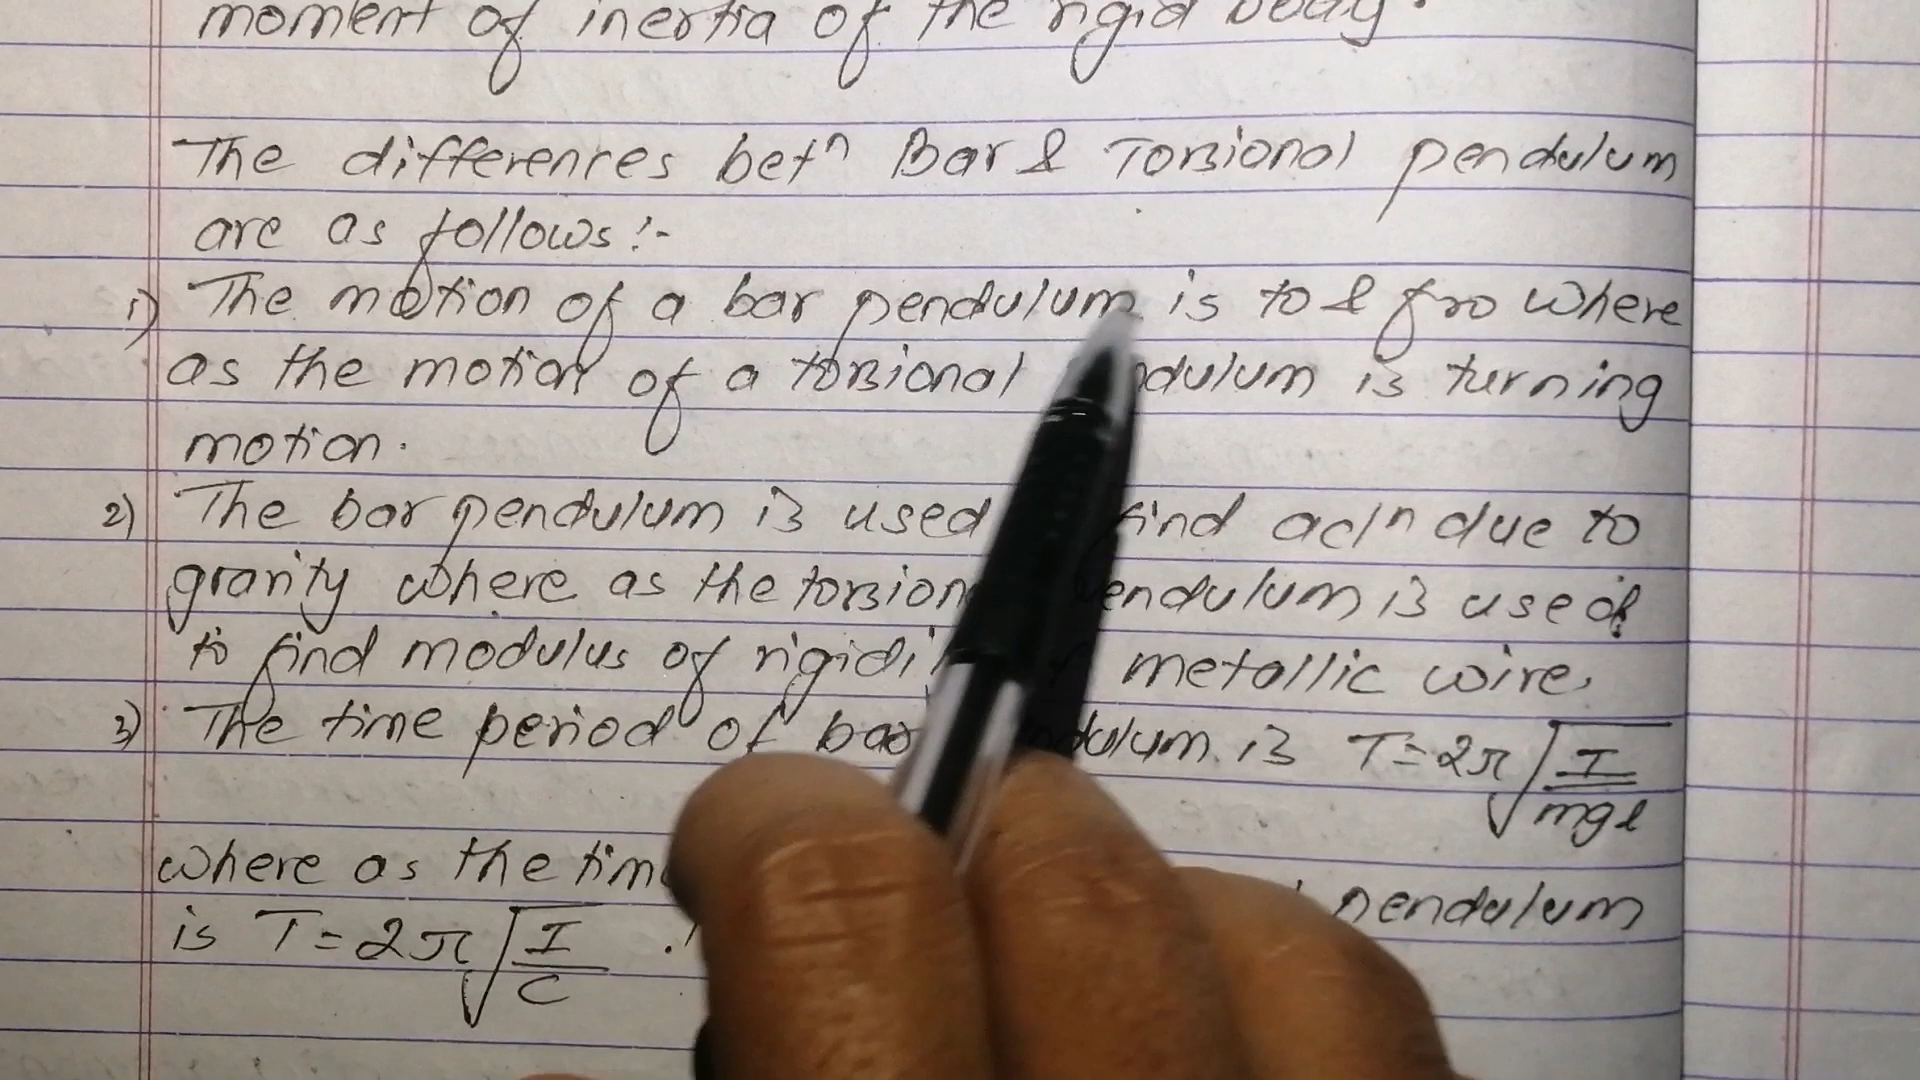 moment of inertia of the rigid body.
The differences betn Bar & Torsional pendulum
are as follows:-
1) The motion of a bar pendulum is to & fro where
as the motion of a torsional dulum is turning
motion.
2) The bar pendulum is used find acln due to
gravity where as the torsion endulum is used
to find modulus of rigidi metallic wire.
3) The time period of bar dulum is T=2π√(I/mgl)
where as the tim pendulum
is T=2π√(I/C) .